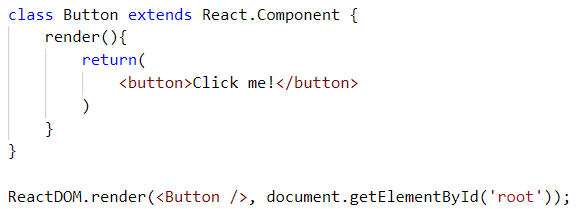 class Button extends React.Component {
    render(){
        return(
            <button>Click me!</button>
        )
    }
}

ReactDOM.render(<Button />, document.getElementById('root'));